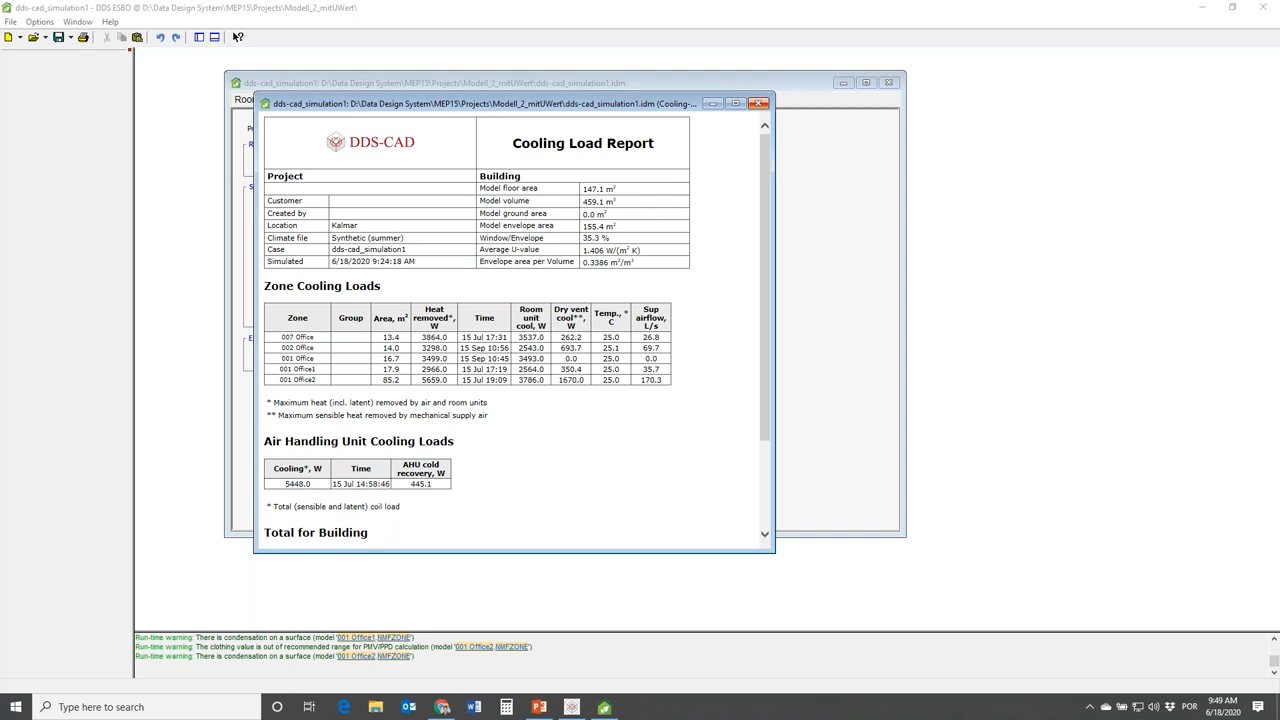 dds-cad_simulation1 - DDS ESBO (D:\Data Design System\MEP15\Projects\Modell_2_mitUWert\
File Options Window Help
dds-cad_simulation1: D:\Data Design System\MEP15\Projects\Modell_2_mitUWert\dds-cad_simulation1.idm
dds-cad_simulation1: D:\Data Design System\MEP15\Projects\Modell_2_mitUWert\dds-cad_simulation1.idm (Cooling-...
DDS-CAD
Cooling Load Report
Project Building
Model floor area 147.1 m²
Customer Model volume 459.1 m³
Created by Model ground area 0.0 m²
Location Kalmar Model envelope area 155.4 m²
Climate file Synthetic (summer) Window/Envelope 35.3 %
Case dds-cad_simulation1 Average U-value 1.406 W/(m² K)
Simulated 6/18/2020 9:24:18 AM Envelope area per Volume 0.3386 m²/m³
Zone Cooling Loads
Zone Group Area, m² Heat removed*, W Time Room unit cool, W Dry vent cool**, W Temp., ° C Sup airflow, L/s
007 Office 13.4 3864.0 15 Jul 17:31 3537.0 262.2 25.0 26.8
002 Office 14.0 3298.0 15 Sep 10:56 2543.0 693.7 25.1 69.7
001 Office 16.7 3499.0 15 Sep 10:45 3493.0 0.0 25.0 0.0
001 Office1 17.9 2966.0 15 Jul 17:19 2564.0 350.4 25.0 35.7
001 Office2 85.2 5659.0 15 Jul 19:09 3786.0 1670.0 25.0 170.3
* Maximum heat (incl. latent) removed by air and room units
** Maximum sensible heat removed by mechanical supply air
Air Handling Unit Cooling Loads
Cooling*, W Time AHU cold recovery, W
5448.0 15 Jul 14:58:46 445.1
* Total (sensible and latent) coil load
Total for Building
Run-time warning: There is condensation on a surface (model '001 Office1.NMFZONE')
Run-time warning: The clothing value is out of recommended range for PMV/PPD calculation (model '001 Office2.NMFZONE')
Run-time warning: There is condensation on a surface (model '001 Office2.NMFZONE')
Type here to search
POR
9:49 AM
6/18/2020